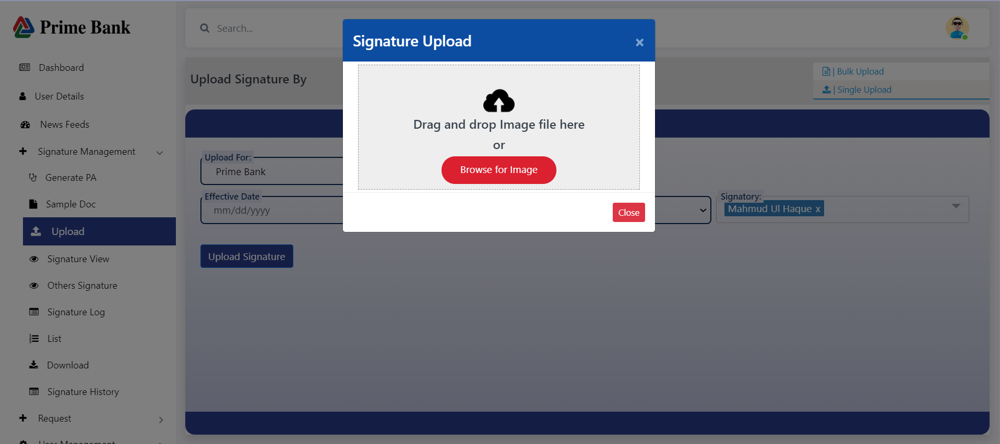 Prime Bank
Search...
Dashboard
User Details
News Feeds
Signature Management
Generate PA
Sample Doc
Upload
Signature View
Others Signature
Signature Log
List
Download
Signature History
Request
User Management
Upload Signature By
| Bulk Upload
| Single Upload
Upload For:
Prime Bank
Effective Date
mm/dd/yyyy
Signatory:
Mahmud Ul Haque x
Upload Signature
Signature Upload ×
Drag and drop Image file here
or
Browse for Image
Close